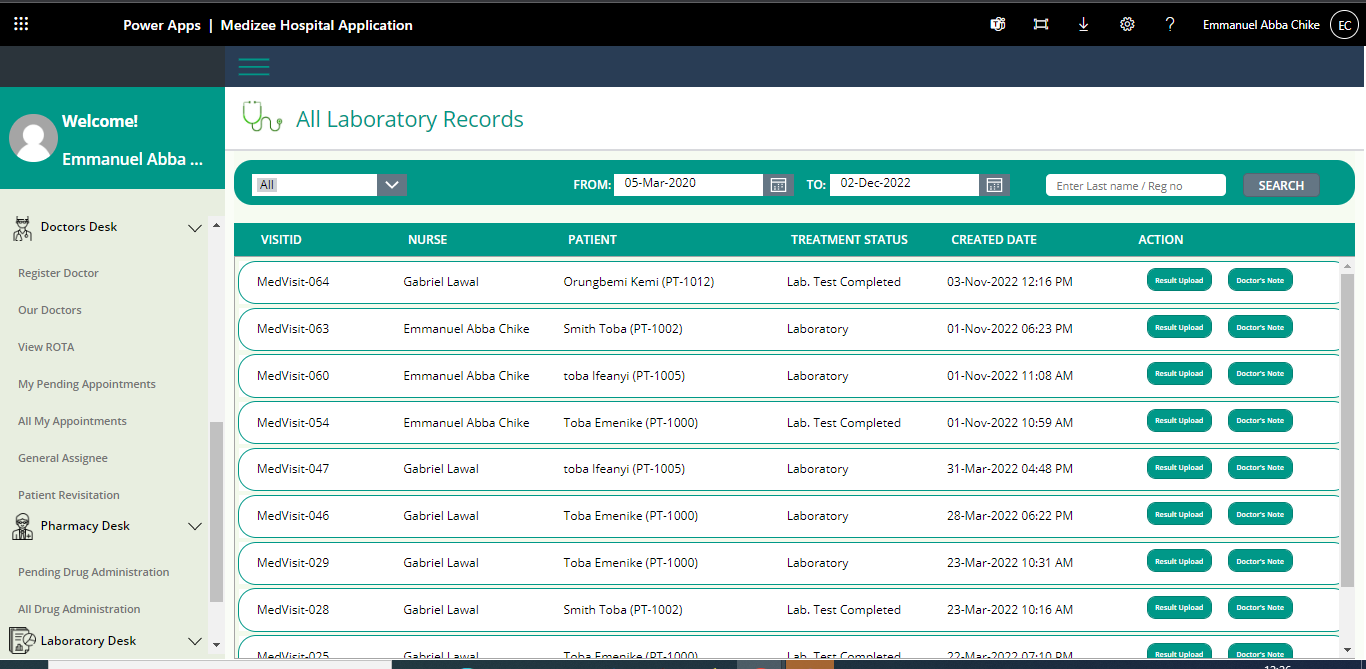 Power Apps | Medizee Hospital Application
? Emmanuel Abba Chike EC
Welcome!
Emmanuel Abba ...
All Laboratory Records
All FROM: 05-Mar-2020 TO: 02-Dec-2022 Enter Last name / Reg no SEARCH
Doctors Desk
Register Doctor
Our Doctors
View ROTA
My Pending Appointments
All My Appointments
General Assignee
Patient Revisitation
Pharmacy Desk
Pending Drug Administration
All Drug Administration
Laboratory Desk
VISITID NURSE PATIENT TREATMENT STATUS CREATED DATE ACTION
MedVisit-064 Gabriel Lawal Orungbemi Kemi (PT-1012) Lab. Test Completed 03-Nov-2022 12:16 PM Result Upload Doctor's Note
MedVisit-063 Emmanuel Abba Chike Smith Toba (PT-1002) Laboratory 01-Nov-2022 06:23 PM Result Upload Doctor's Note
MedVisit-060 Emmanuel Abba Chike toba Ifeanyi (PT-1005) Laboratory 01-Nov-2022 11:08 AM Result Upload Doctor's Note
MedVisit-054 Emmanuel Abba Chike Toba Emenike (PT-1000) Lab. Test Completed 01-Nov-2022 10:59 AM Result Upload Doctor's Note
MedVisit-047 Gabriel Lawal toba Ifeanyi (PT-1005) Laboratory 31-Mar-2022 04:48 PM Result Upload Doctor's Note
MedVisit-046 Gabriel Lawal Toba Emenike (PT-1000) Laboratory 28-Mar-2022 06:22 PM Result Upload Doctor's Note
MedVisit-029 Gabriel Lawal Toba Emenike (PT-1000) Laboratory 23-Mar-2022 10:31 AM Result Upload Doctor's Note
MedVisit-028 Gabriel Lawal Smith Toba (PT-1002) Lab. Test Completed 23-Mar-2022 10:16 AM Result Upload Doctor's Note
MedVisit-025 Gabriel Lawal Toba Emenike (PT-1000) Lab. Test Completed 22-Mar-2022 07:10 PM Result Upload Doctor's Note